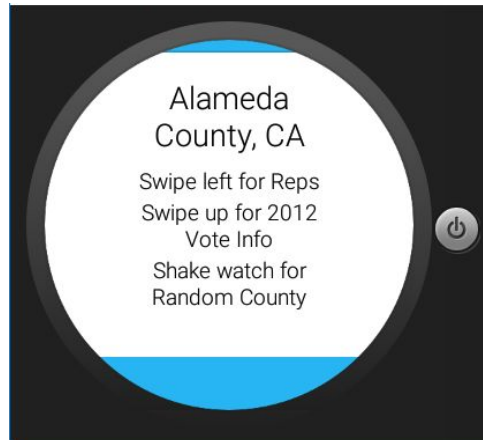 Alameda
County, CA
Swipe left for Reps
Swipe up for 2012
Vote Info
Shake watch for
Random County